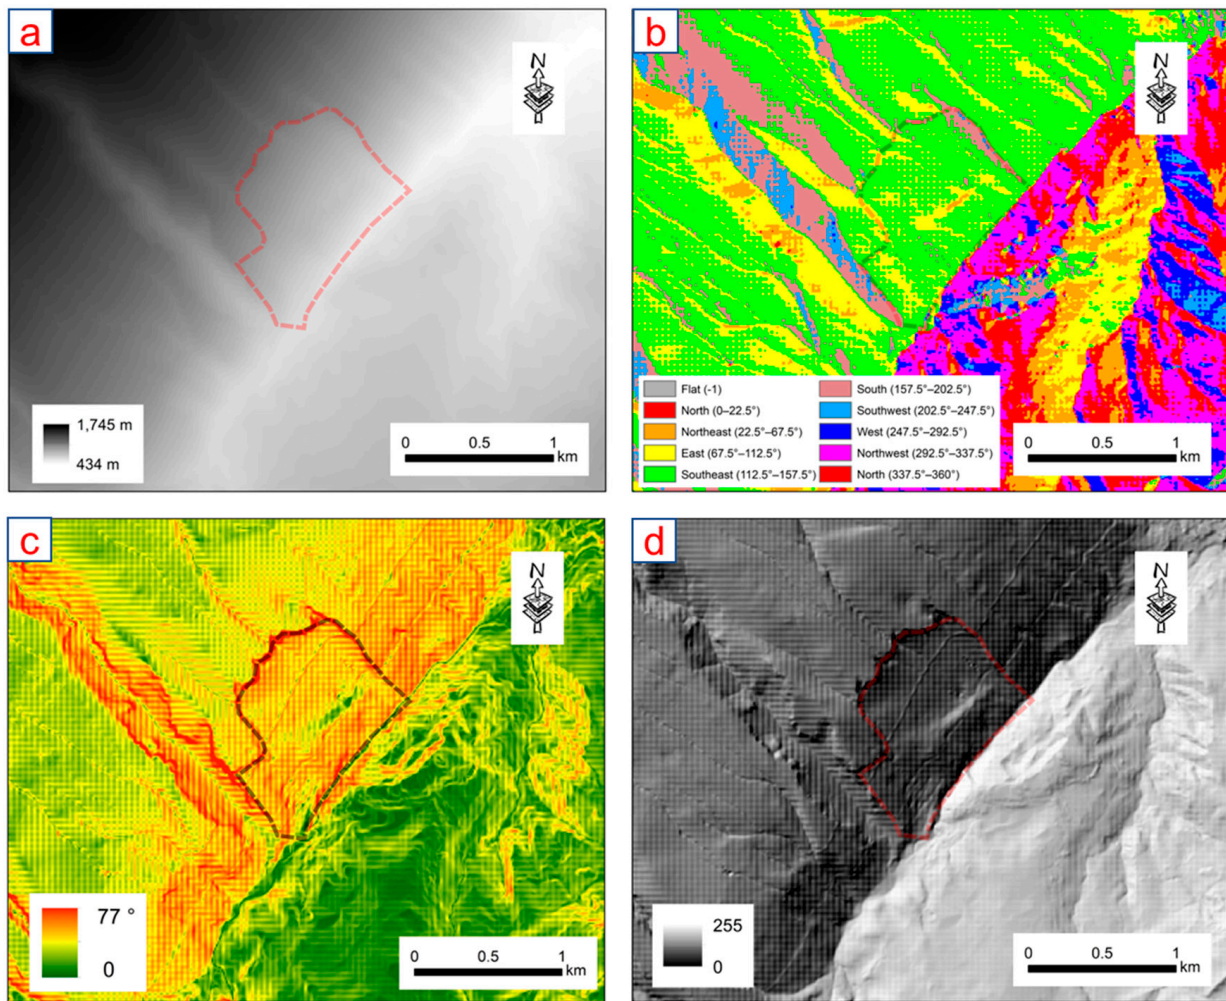 a
N
1,745 m
434 m
0 0.5 1
km
b
N
Flat (-1)
North (0–22.5°)
Northeast (22.5°–67.5°)
East (67.5°–112.5°)
Southeast (112.5°–157.5°)
South (157.5°–202.5°)
Southwest (202.5°–247.5°)
West (247.5°–292.5°)
Northwest (292.5°–337.5°)
North (337.5°–360°)
0 0.5 1
km
c
N
77 °
0
0 0.5 1
km
d
N
255
0
0 0.5 1
km